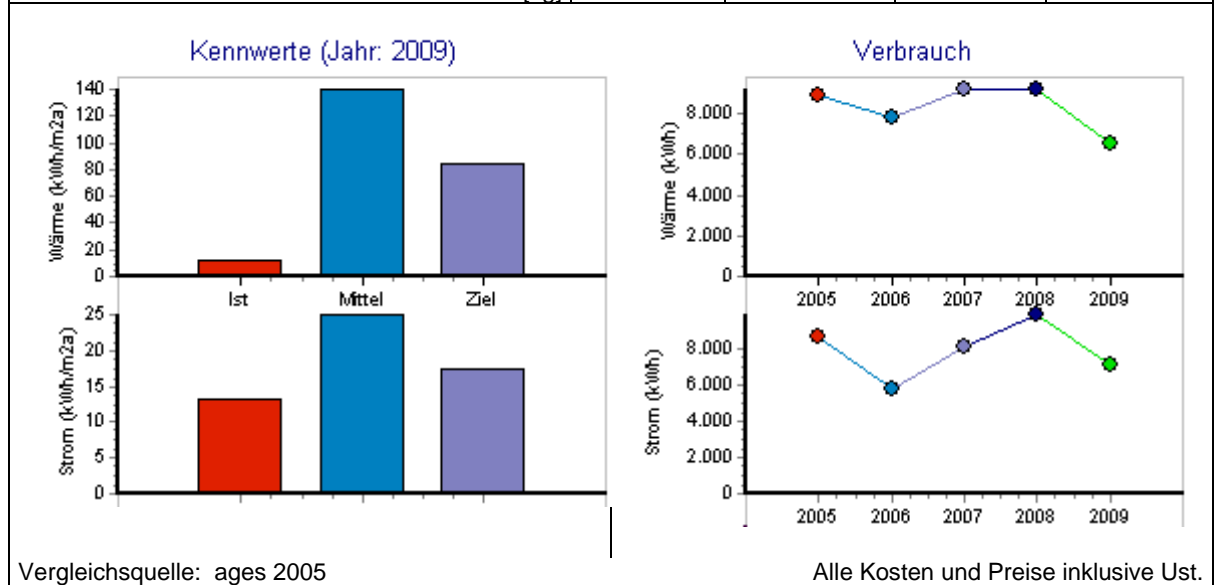 Kennwerte (Jahr: 2009)
Wärme (kWh/m2a)
140
120
100
80
60
40
20
0
Ist Mittel Ziel
Strom (kWh/m2a)
25
20
15
10
5
0
Verbrauch
Wärme (kWh)
8.000
6.000
4.000
2.000
0
2005 2006 2007 2008 2009
Strom (kWh)
8.000
6.000
4.000
2.000
0
2005 2006 2007 2008 2009
Vergleichsquelle: ages 2005
Alle Kosten und Preise inklusive Ust.